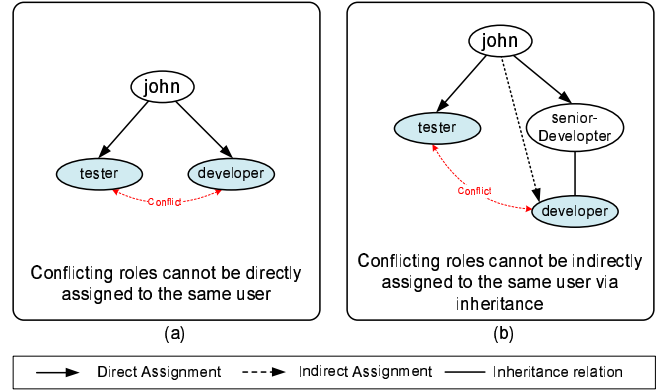 john
tester
developer
Conflict
Conflicting roles cannot be directly
assigned to the same user
(a)
john
tester
senior-
Developter
Conflict
developer
Conflicting roles cannot be indirectly
assigned to the same user via
inheritance
(b)
Direct Assignment
Indirect Assignment
Inheritance relation